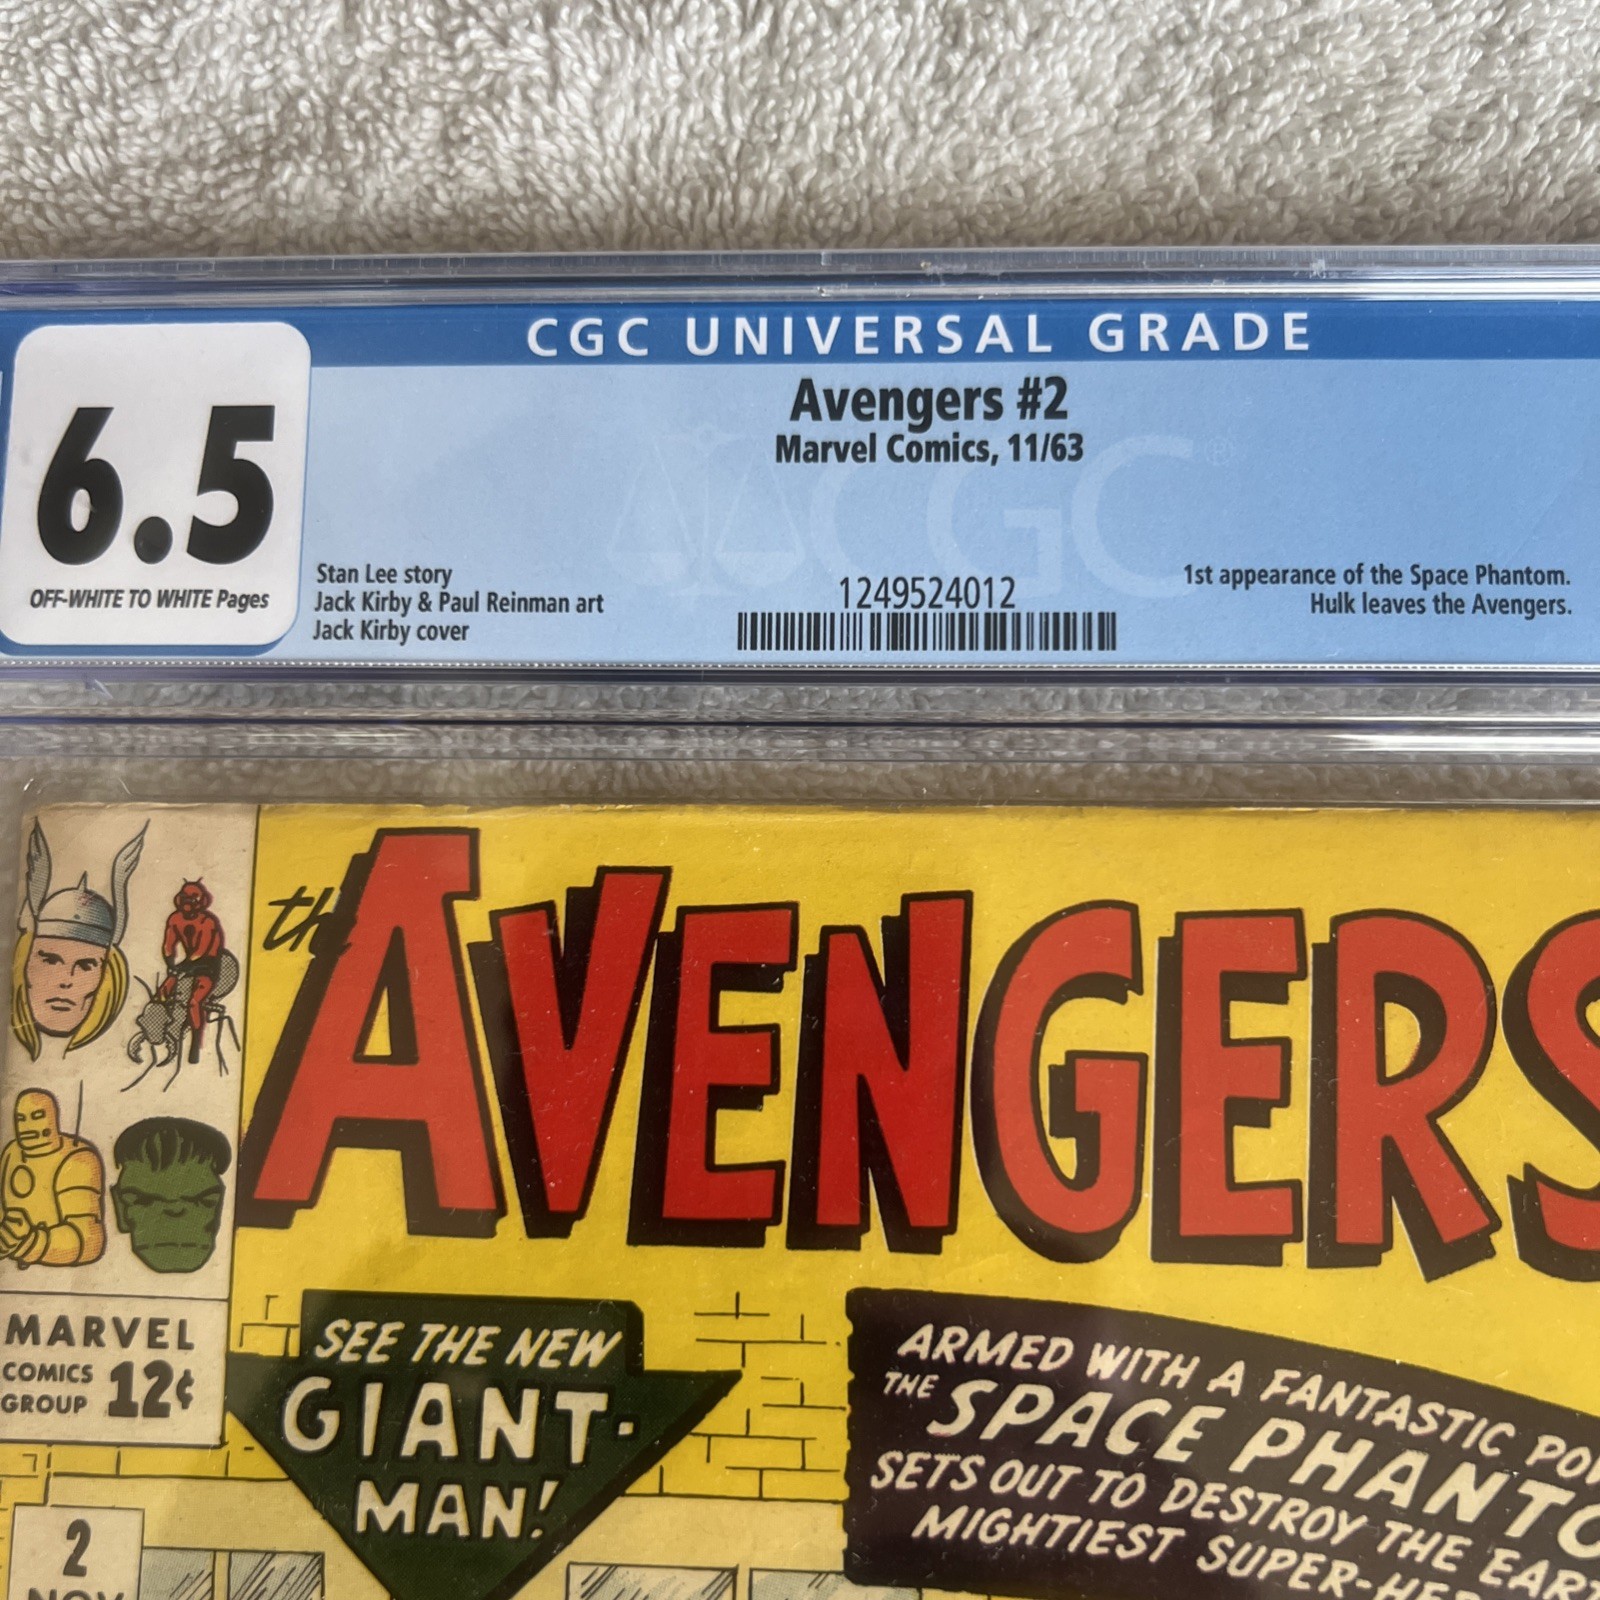 CGC UNIVERSAL GRADE
6.5
OFF-WHITE TO WHITE Pages
Avengers #2
Marvel Comics, 11/63
CGC
Stan Lee story
Jack Kirby & Paul Reinman art
Jack Kirby cover
1249524012
1st appearance of the Space Phantom.
Hulk leaves the Avengers.
the AVENGERS
MARVEL
COMICS
GROUP 12¢
2
NOV
SEE THE NEW
GIANT-
MAN!
ARMED WITH A FANTASTIC
THE SPACE
SETS OUT TO DESTROY THE
MIGHTIEST